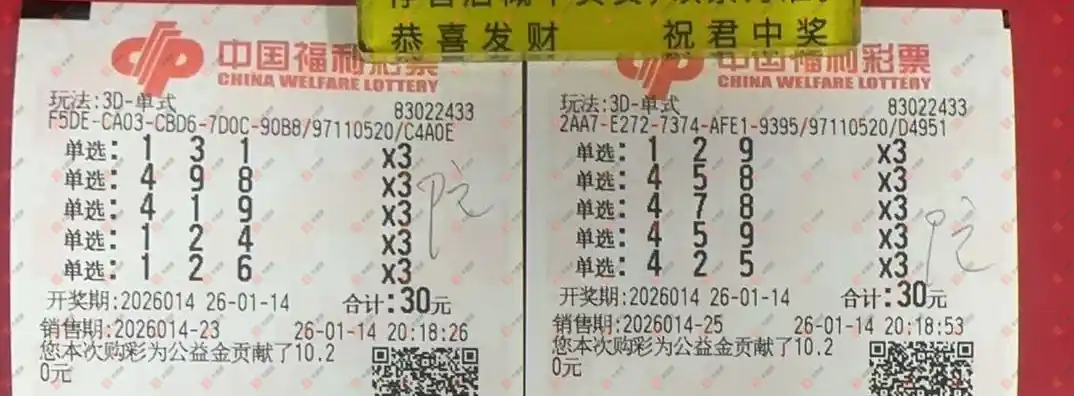 恭喜发财 祝君中奖
中国福利彩票
CHINA WELFARE LOTTERY
玩法:3D-单式 83022433
F5DE-CA03-CBD6-7D0C-90B8/97110520/C4A0E
单选: 1 3 1 x3
单选: 4 9 8 x3
单选: 4 1 9 x3
单选: 1 2 4 x3
单选: 1 2 6 x3
开奖期:2026014 26-01-14 合计:30元
销售期:2026014-23 26-01-14 20:18:26
您本次购彩为公益金贡献了10.2
0元
中国福利彩票
CHINA WELFARE LOTTERY
玩法:3D-单式 83022433
2AA7-E272-7374-AFE1-9395/97110520/D4951
单选: 1 2 9 x3
单选: 4 5 8 x3
单选: 4 7 8 x3
单选: 4 5 9 x3
单选: 4 2 5 x3
开奖期:2026014 26-01-14 合计:30元
销售期:2026014-25 26-01-14 20:18:53
您本次购彩为公益金贡献了10.2
0元